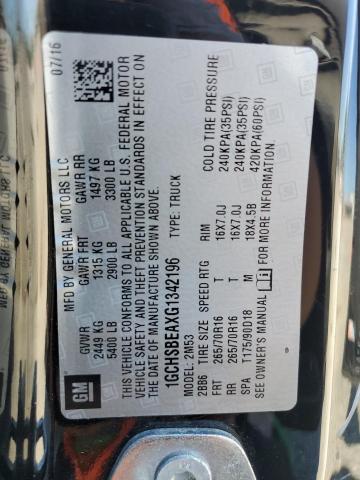 GM
MFD BY GENERAL MOTORS LLC
07/16
GVWR GAWR FRT GAWR RR
2449 KG 1315 KG 1497 KG
5400 LB 2900 LB 3300 LB
THIS VEHICLE CONFORMS TO ALL APPLICABLE U.S. FEDERAL MOTOR
VEHICLE SAFETY AND THEFT PREVENTION STANDARDS IN EFFECT ON
THE DATE OF MANUFACTURE SHOWN ABOVE.
1GCHSBEAXG1342196 TYPE: TRUCK
MODEL: 2M53
2BB6 TIRE SIZE SPEED RTG RIM COLD TIRE PRESSURE
FRT 265/70R16 T 16X7.0J 240KPA(35PSI)
RR 265/70R16 T 16X7.0J 240KPA(35PSI)
SPA T175/90D18 M 18X4.5B 420KPA(60PSI)
SEE OWNER'S MANUAL FOR MORE INFORMATION.